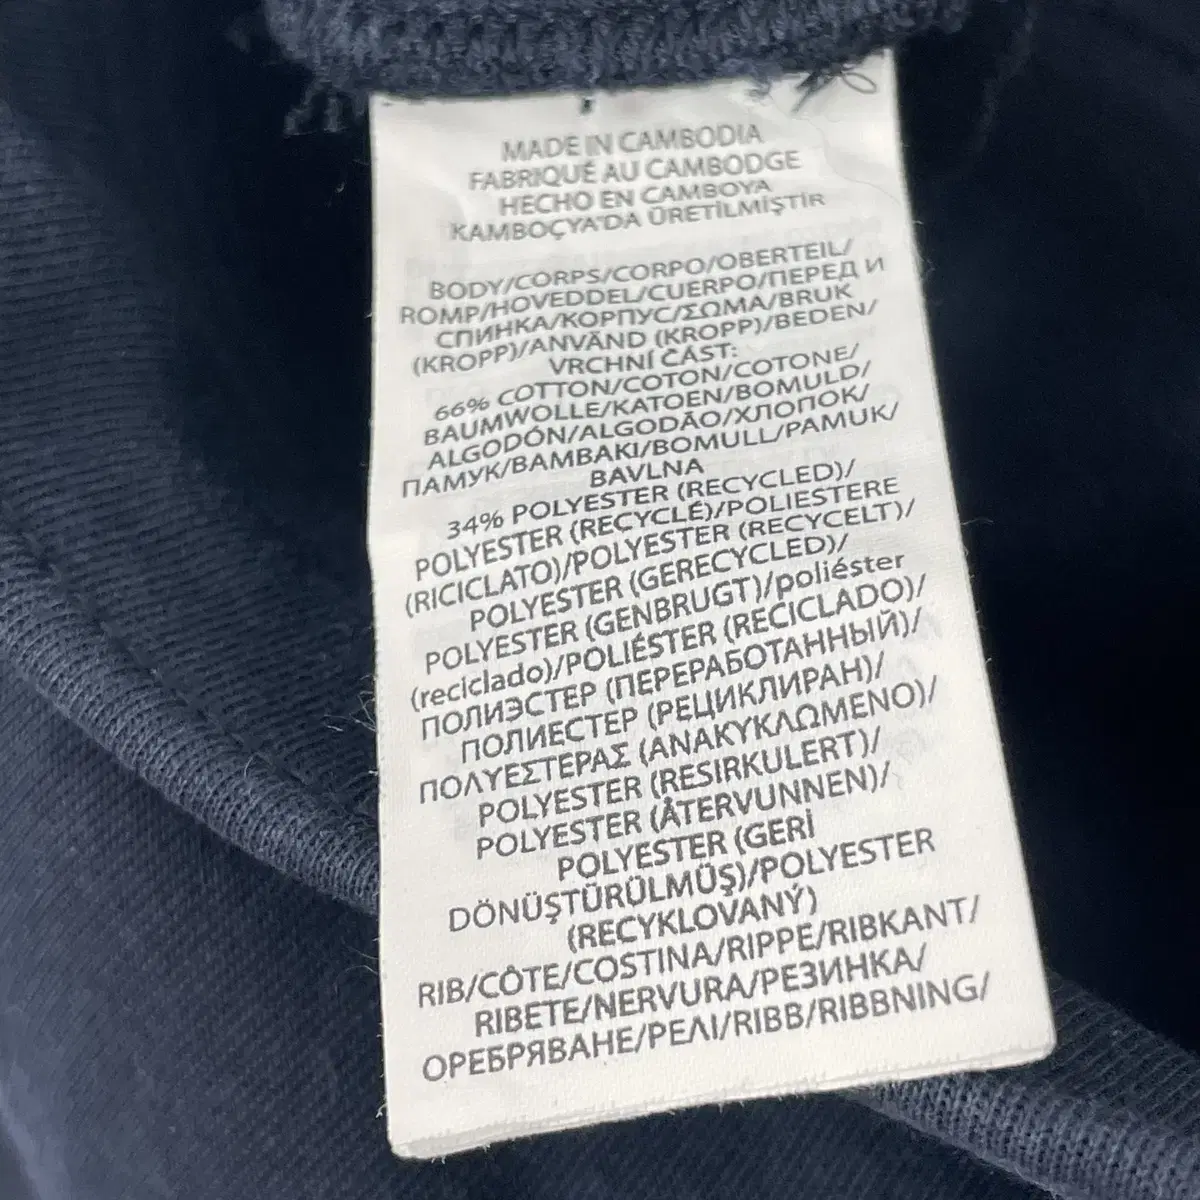 MADE IN CAMBODIA
FABRIQUÉ AU CAMBODGE
HECHO EN CAMBOYA
KAMBOÇYA'DA ÜRETİLMİŞTİR
BODY/CORPS/CORPO/OBERTEIL/
ROMP/HOVEDDEL/CUERPO/ПЕРЕД И
СПИНКА/КОРПУС/ΣΩΜΑ/BRUK
(KROPP)/ANVÄND (KROPP)/BEDEN/
VRCHNÍ ČÁST:
66% COTTON/COTON/COTONE/
BAUMWOLLE/KATOEN/BOMULD/
ALGODÓN/ALGODÃO/ХЛОПОК/
ПАМУК/ΒΑΜΒΑΚΙ/BOMULL/PAMUK/
BAVLNA
34% POLYESTER (RECYCLED)/
POLYESTER (RECYCLÉ)/POLIESTERE
(RICICLATO)/POLYESTER (RECYCELT)/
POLYESTER (GERECYCLED)/
POLYESTER (GENBRUGT)/poliéster
(reciclado)/POLIÉSTER (RECICLADO)/
ПОЛИЭСТЕР (ПЕРЕРАБОТАННЫЙ)/
ПОЛИЕСТЕР (РЕЦИКЛИРАН)/
ΠΟΛΥΕΣΤΕΡΑΣ (ΑΝΑΚΥΚΛΩΜΕΝΟ)/
POLYESTER (RESIRKULERT)/
POLYESTER (ÅTERVUNNEN)/
POLYESTER (GERİ
DÖNÜŞTÜRÜLMÜŞ)/POLYESTER
(RECYKLOVANÝ)
RIB/CÔTE/COSTINA/RIPPE/RIBKANT/
RIBETE/NERVURA/РЕЗИНКА/
ОРЕБРЯВАНЕ/ΡΕΛΙ/RIBB/RIBBNING/